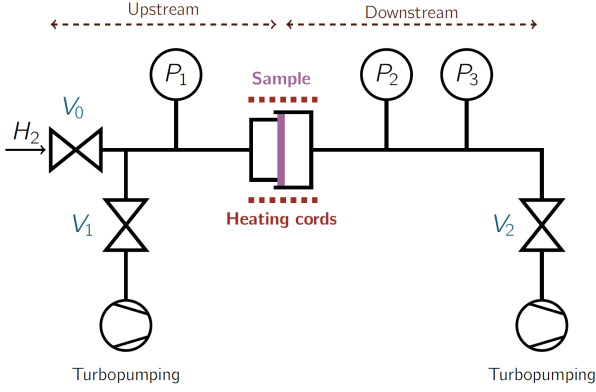 Upstream
Downstream
P1
P2
P3
Sample
V0
H2
V1
Heating cords
V2
Turbopumping
Turbopumping